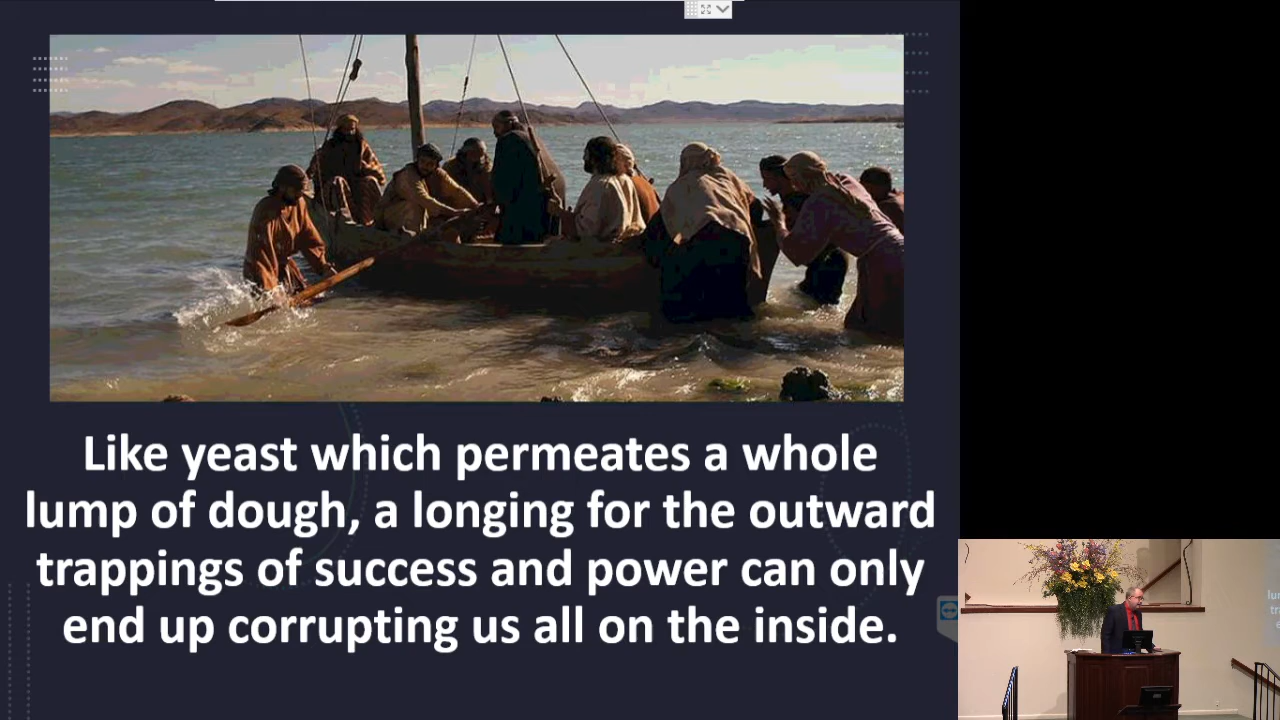 Like yeast which permeates a whole
lump of dough, a longing for the outward
trappings of success and power can only
end up corrupting us all on the inside.